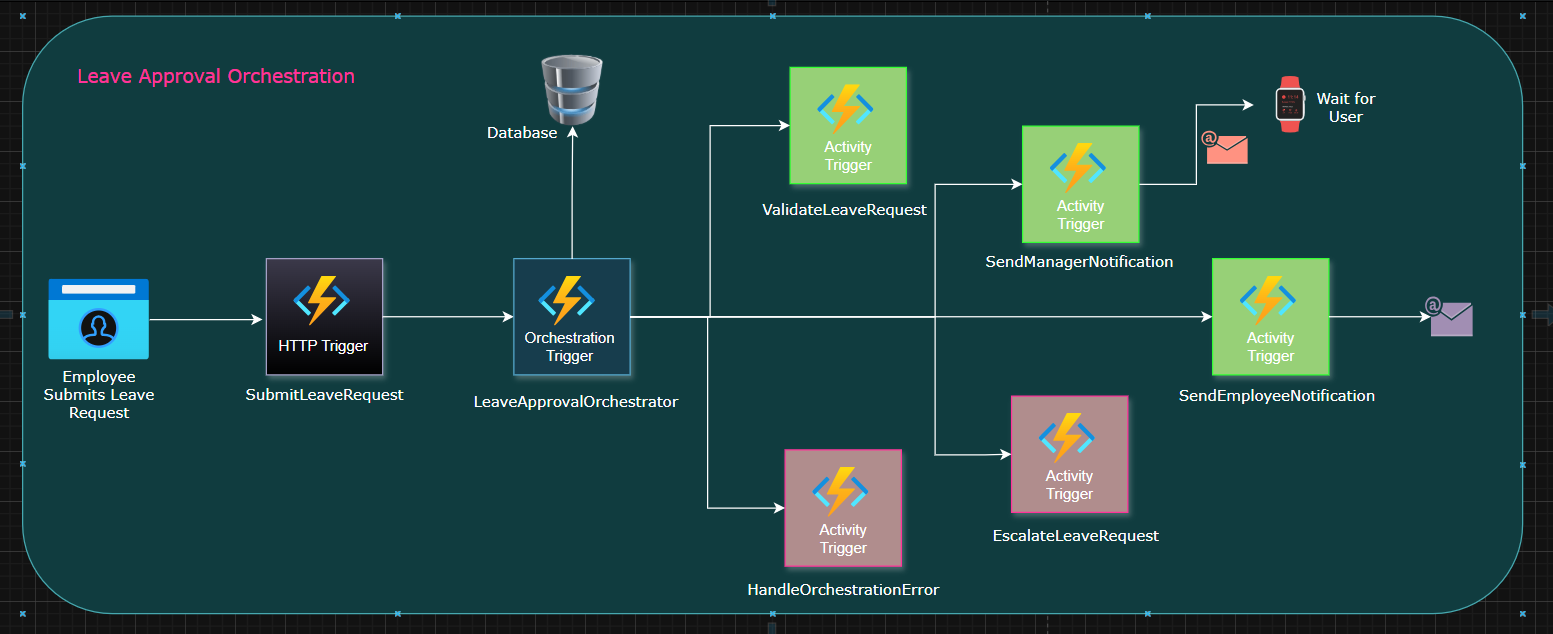 Leave Approval Orchestration
Database
Activity
Trigger
ValidateLeaveRequest
Wait for
User
@
Activity
Trigger
SendManagerNotification
Employee
Submits Leave
Request
HTTP Trigger
SubmitLeaveRequest
Orchestration
Trigger
LeaveApprovalOrchestrator
Activity
Trigger
SendEmployeeNotification
@
Activity
Trigger
EscalateLeaveRequest
Activity
Trigger
HandleOrchestrationError